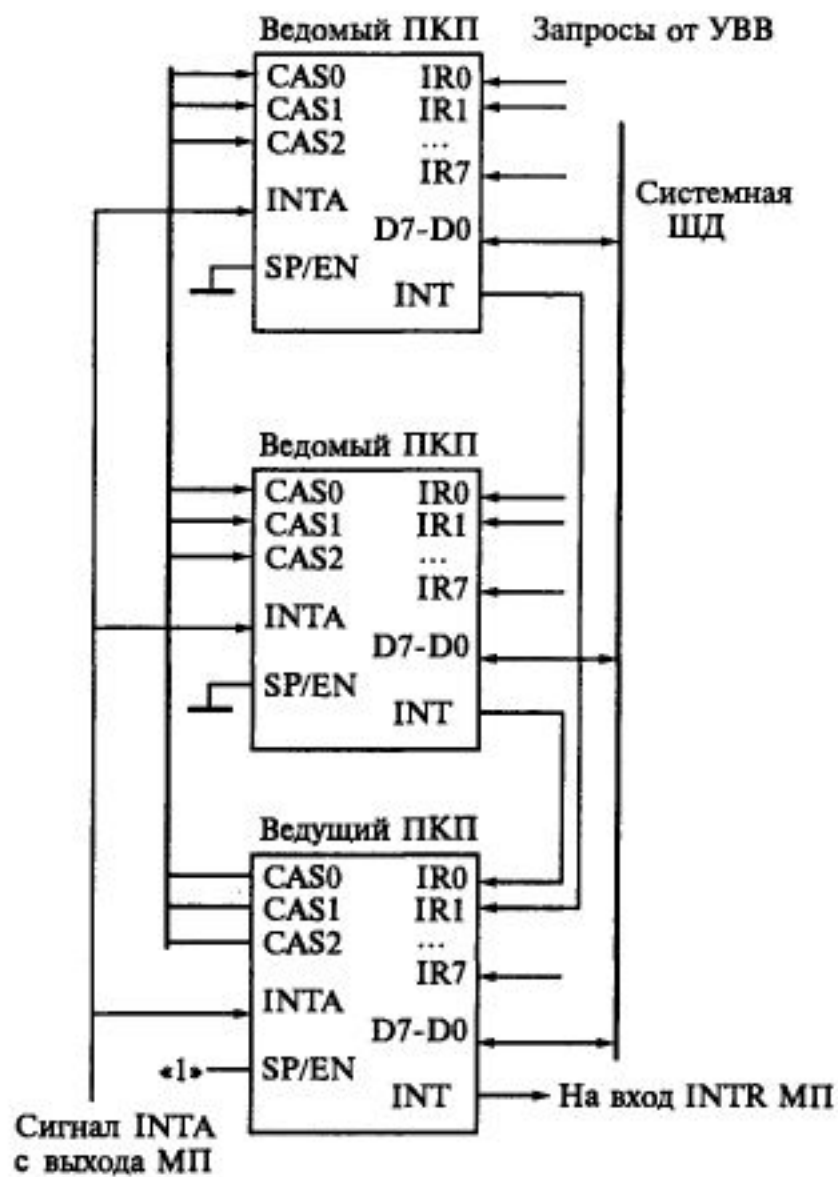 Ведомый ПКП
Запросы от УВВ
CAS0
IR0
CAS1
IR1
CAS2
...
IR7
INTA
Системная
ШД
D7-D0
SP/EN
INT
Ведомый ПКП
CAS0
IR0
CAS1
IR1
CAS2
...
IR7
INTA
D7-D0
SP/EN
INT
Ведущий ПКП
CAS0
IR0
CAS1
IR1
CAS2
...
IR7
INTA
D7-D0
«1»
SP/EN
INT
На вход INTR МП
Сигнал INTA
с выхода МП